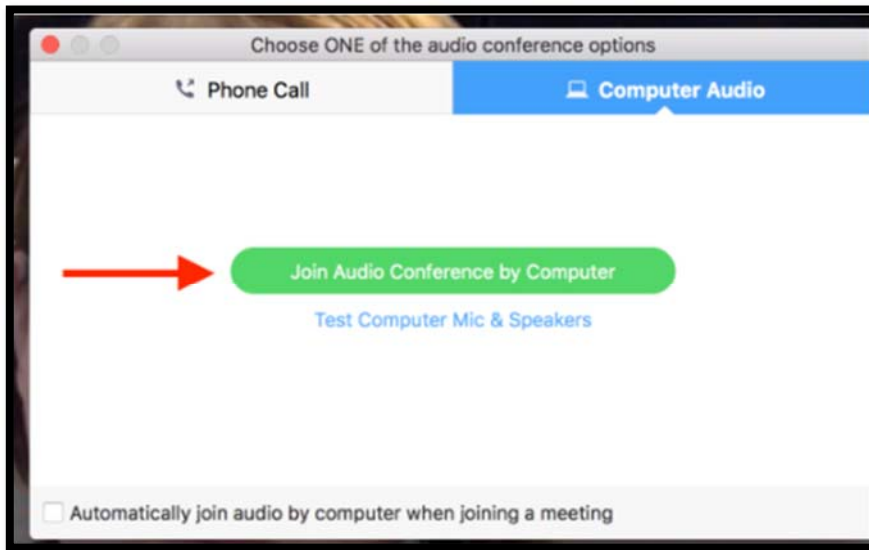 Choose ONE of the audio conference options
Phone Call
Computer Audio
Join Audio Conference by Computer
Test Computer Mic & Speakers
Automatically join audio by computer when joining a meeting